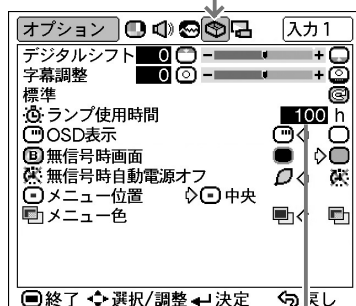 オプション 入力1
デジタルシフト 0 - +
字幕調整 0 - +
標準
ランプ使用時間 100 h
OSD表示
B 無信号時画面
無信号時自動電源オフ
メニュー位置 中央
メニュー色
終了 選択/調整 決定 戻し